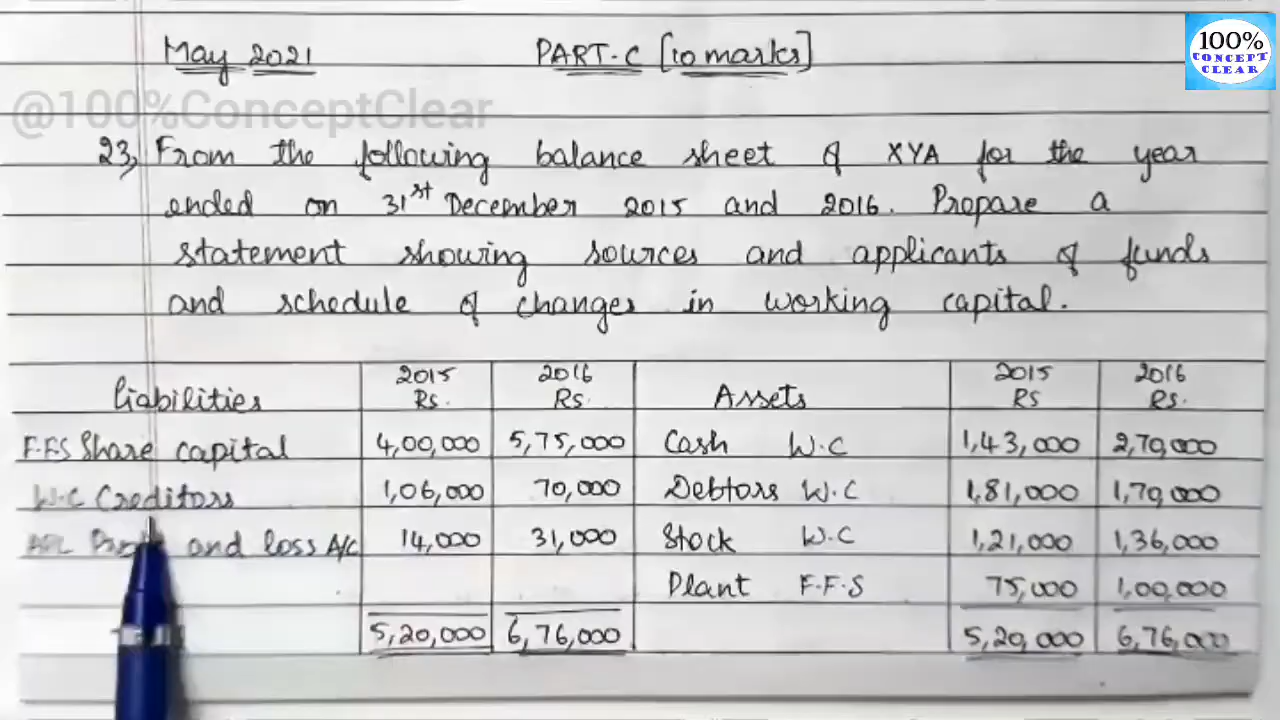 May 2021 PART-C [10 marks]
100%
CONCEPT
CLEAR
@100%ConceptClear
23, From the following balance sheet of XYA for the year
ended on 31st December 2015 and 2016. Prepare a
statement showing sources and applicants of funds
and schedule of changes in working capital.
Liabilities 2015 Rs. 2016 Rs. Assets 2015 Rs 2016 Rs.
F.F.S Share capital 4,00,000 5,75,000 Cash W.C 1,43,000 2,70,000
W.C Creditors 1,06,000 70,000 Debtors W.C 1,81,000 1,70,000
and loss A/c 14,000 31,000 Stock W.C 1,21,000 1,36,000
Plant F.F.S 75,000 1,00,000
5,20,000 6,76,000 5,20,000 6,76,000